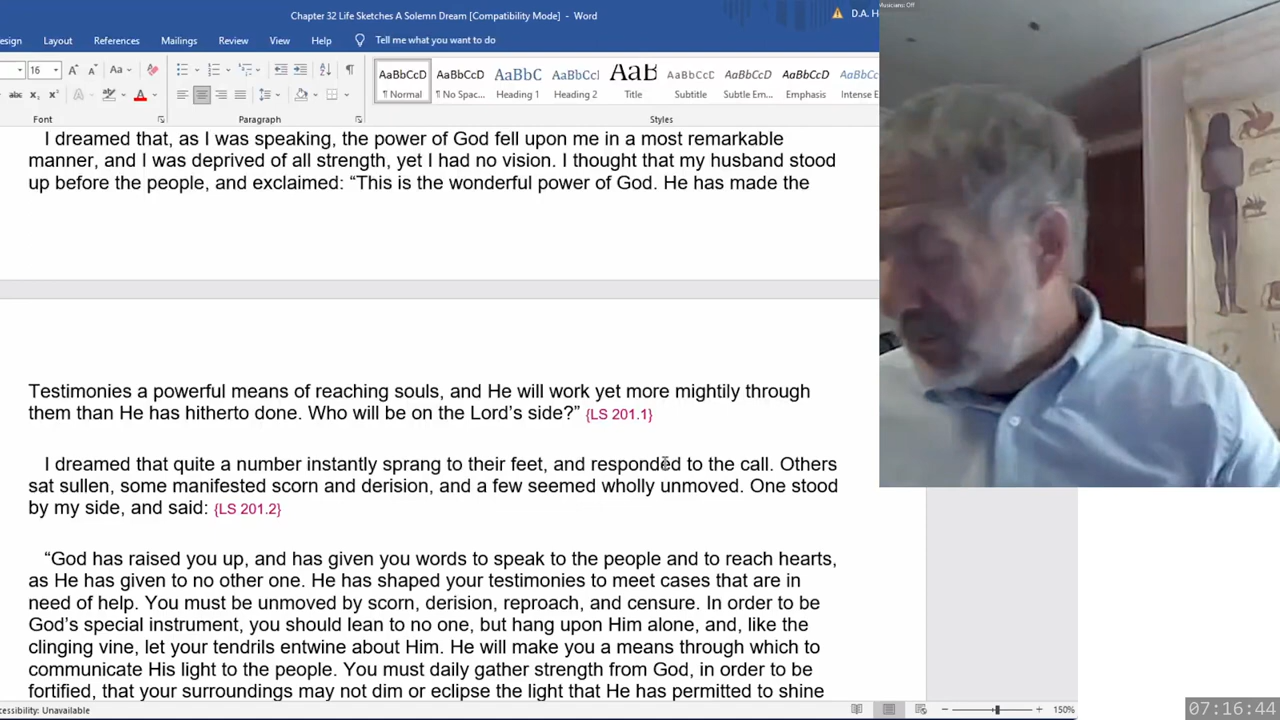 Musicians: Off
Chapter 32 Life Sketches A Solemn Dream [Compatibility Mode] - Word
D.A. H
esign Layout References Mailings Review View Help Tell me what you want to do
16 Aa
AaBbCcD AaBbCcD AaBbC AaBbCcI AaB AaBbCcD AaBbCcD AaBbCcD AaBbCc
Normal No Spac... Heading 1 Heading 2 Title Subtitle Subtle Em... Emphasis Intense E
Font Paragraph Styles
I dreamed that, as I was speaking, the power of God fell upon me in a most remarkable
manner, and I was deprived of all strength, yet I had no vision. I thought that my husband stood
up before the people, and exclaimed: “This is the wonderful power of God. He has made the
Testimonies a powerful means of reaching souls, and He will work yet more mightily through
them than He has hitherto done. Who will be on the Lord’s side?” {LS 201.1}
I dreamed that quite a number instantly sprang to their feet, and responded to the call. Others
sat sullen, some manifested scorn and derision, and a few seemed wholly unmoved. One stood
by my side, and said: {LS 201.2}
“God has raised you up, and has given you words to speak to the people and to reach hearts,
as He has given to no other one. He has shaped your testimonies to meet cases that are in
need of help. You must be unmoved by scorn, derision, reproach, and censure. In order to be
God’s special instrument, you should lean to no one, but hang upon Him alone, and, like the
clinging vine, let your tendrils entwine about Him. He will make you a means through which to
communicate His light to the people. You must daily gather strength from God, in order to be
fortified, that your surroundings may not dim or eclipse the light that He has permitted to shine
cessibility: Unavailable
150%
07:16:44